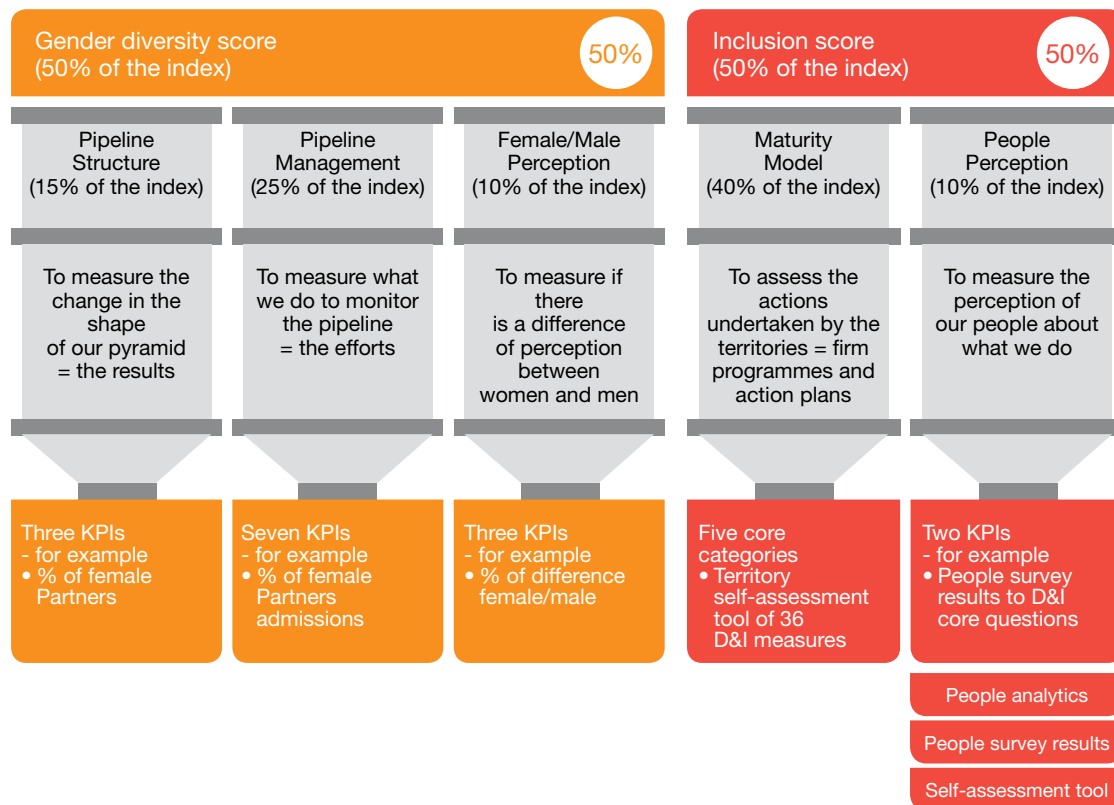 Gender diversity score
(50% of the index)
50%
Inclusion score
(50% of the index)
50%
Pipeline
Structure
(15% of the index)
Pipeline
Management
(25% of the index)
Female/Male
Perception
(10% of the index)
Maturity
Model
(40% of the index)
People
Perception
(10% of the index)
To measure the
change in the
shape
of our pyramid
= the results
To measure what
we do to monitor
the pipeline
= the efforts
To measure if
there
is a difference
of perception
between
women and men
To assess the
actions
undertaken by the
territories = firm
programmes and
action plans
To measure the
perception of
our people about
what we do
Three KPIs
- for example
• % of female
Partners
Seven KPIs
- for example
• % of female
Partners
admissions
Three KPIs
- for example
• % of difference
female/male
Five core
categories
• Territory
self-assessment
tool of 36
D&I measures
Two KPIs
- for example
• People survey
results to D&I
core questions
People analytics
People survey results
Self-assessment tool